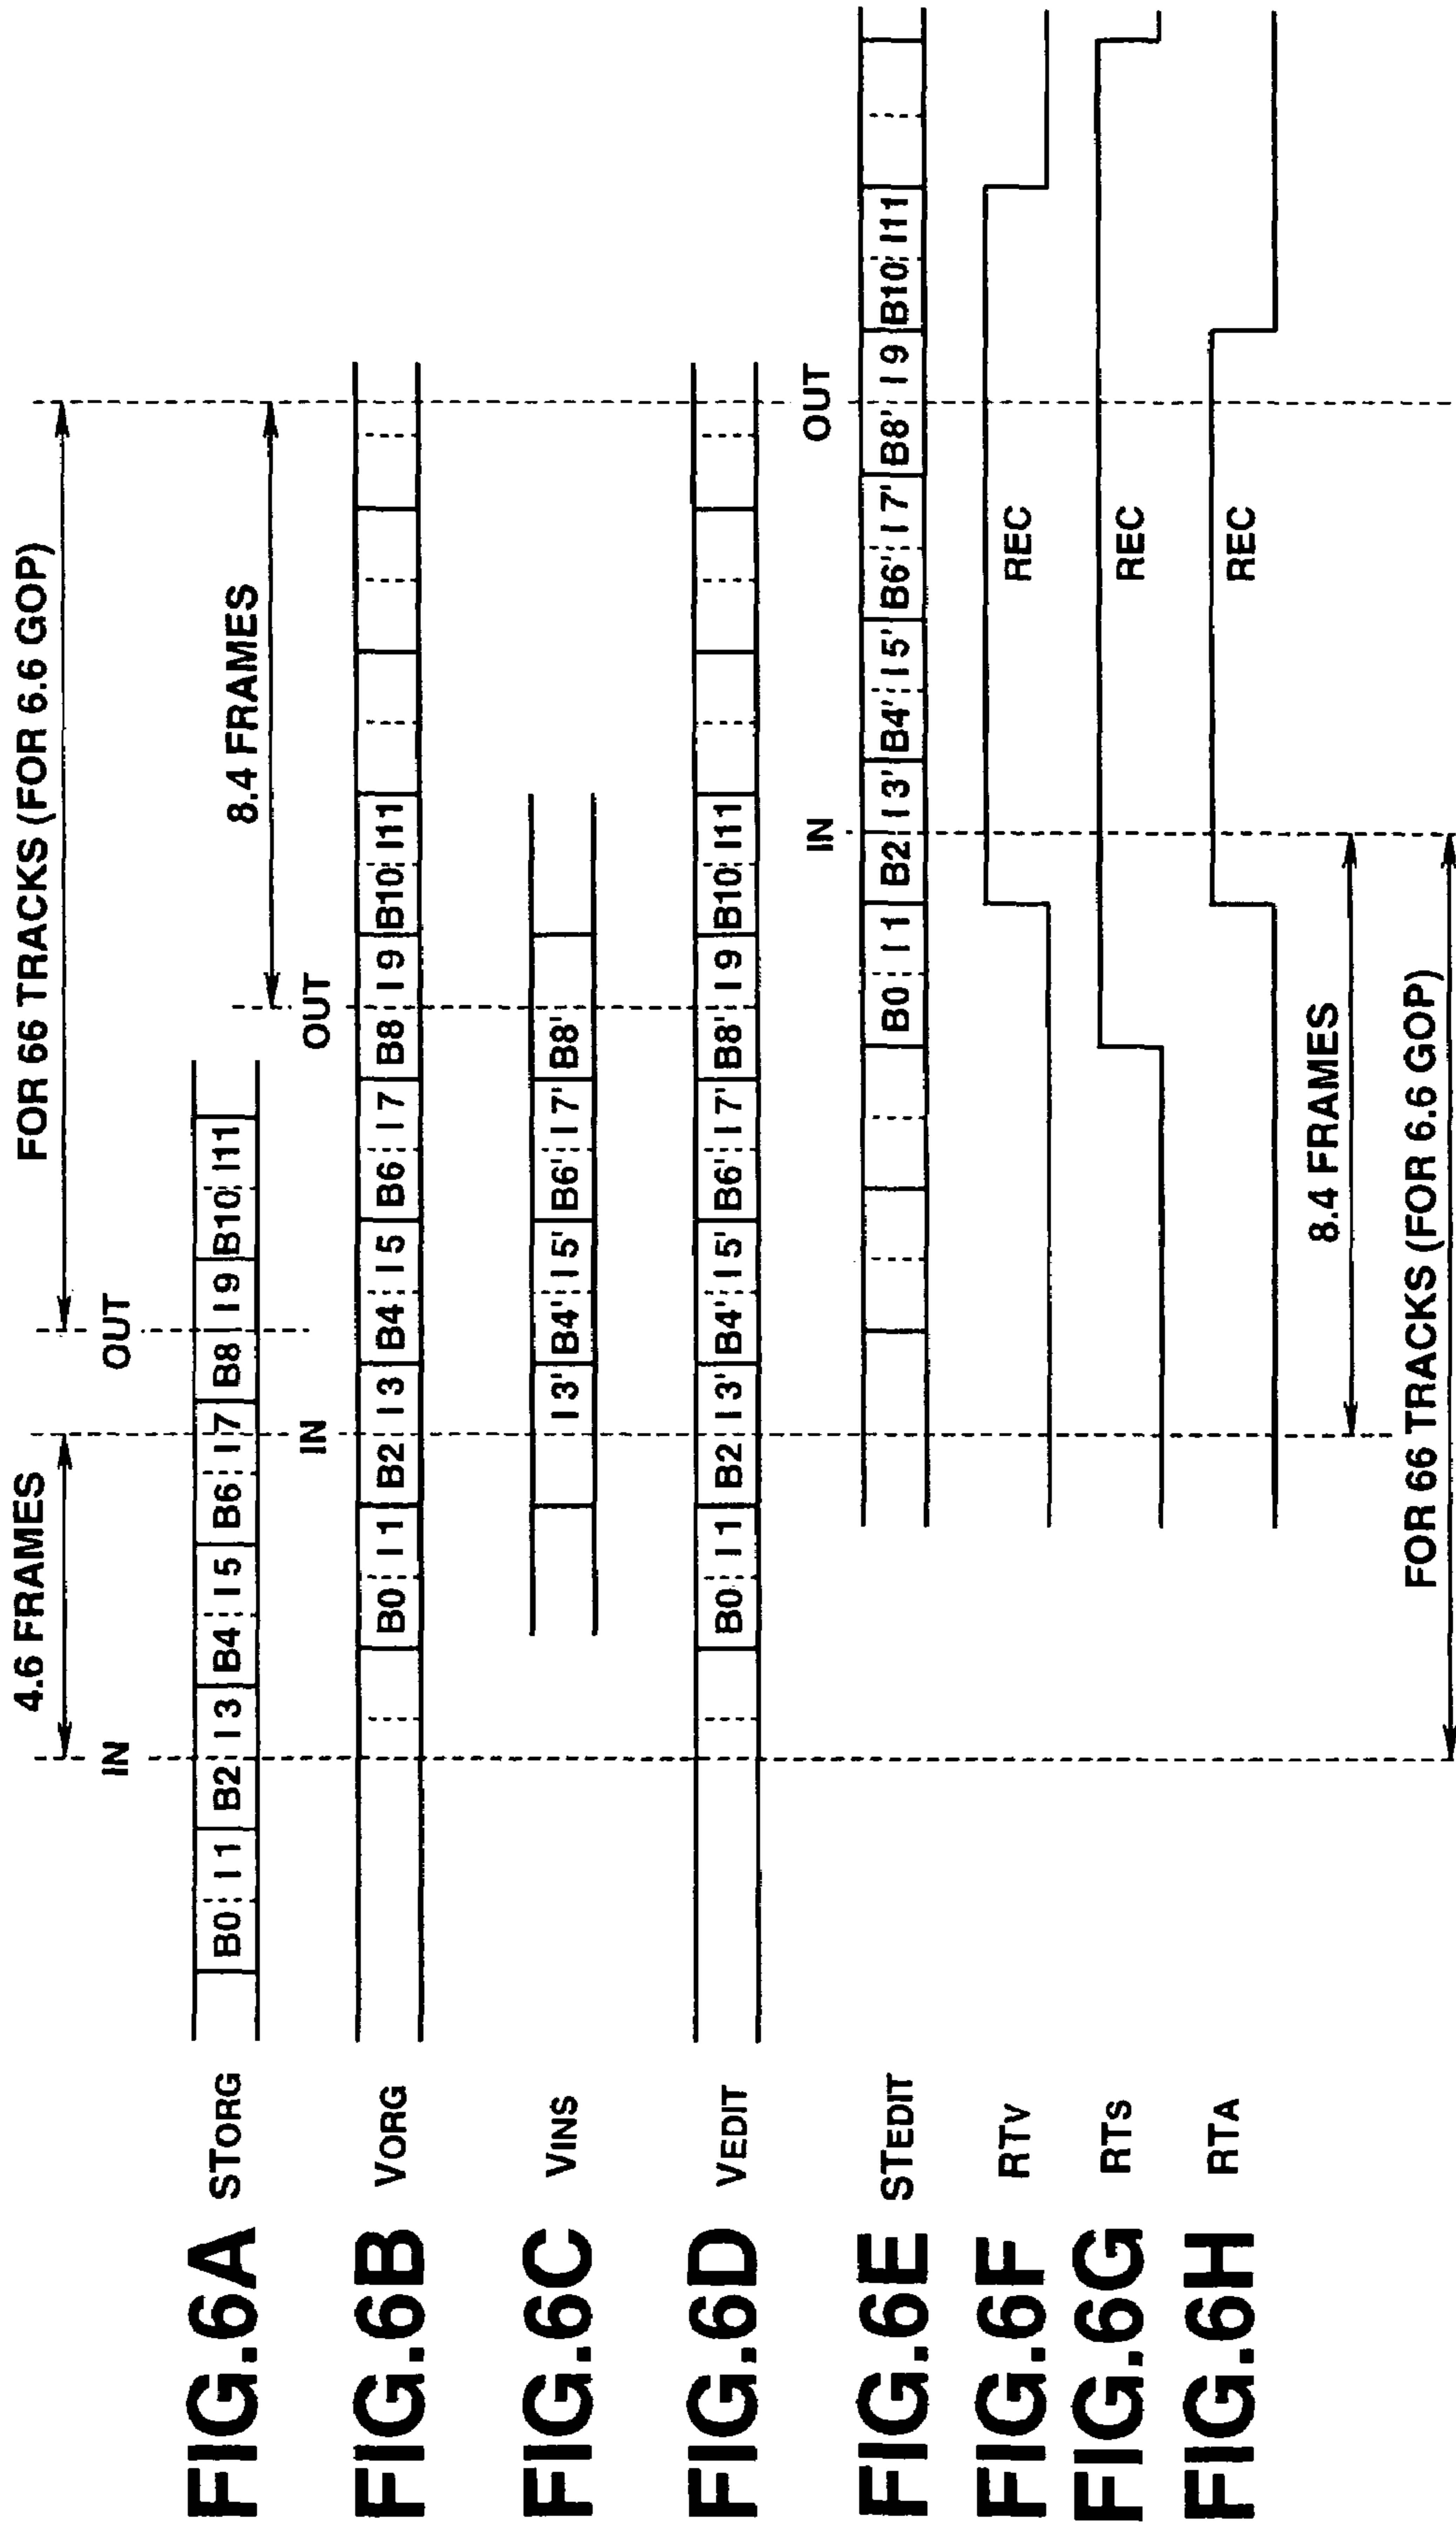 FOR 66 TRACKS (FOR 6.6 GOP)
4.6 FRAMES
IN
OUT
8.4 FRAMES
FIG.6A STORG B0 I1 B2 I3 B4 I5 B6 I7 B8 I9 B10 I11
IN
OUT
FIG.6B VORG B0 I1 B2 I3 B4 I5 B6 I7 B8 I9 B10 I11
FIG.6C VINS I3' B4' I5' B6' I7' B8'
FIG.6D VEDIT B0 I1 B2 I3' B4' I5' B6' I7' B8' I9 B10 I11
IN
OUT
FIG.6E STEDIT B0 I1 B2 I3' B4' I5' B6' I7' B8' I9 B10 I11
FIG.6F RTV REC
FIG.6G RTS REC
FIG.6H RTA REC
8.4 FRAMES
FOR 66 TRACKS (FOR 6.6 GOP)